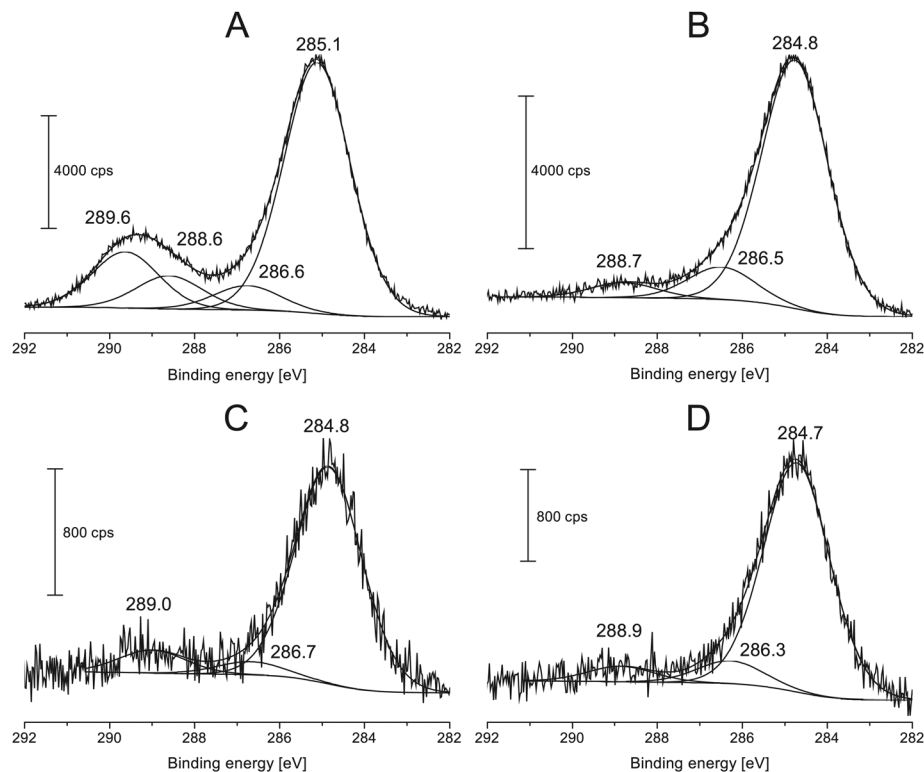 A
285.1
4000 cps
289.6
288.6
286.6
292 290 288 286 284 282
Binding energy [eV]
B
284.8
4000 cps
288.7
286.5
292 290 288 286 284 282
Binding energy [eV]
C
284.8
800 cps
289.0
286.7
292 290 288 286 284 282
Binding energy [eV]
D
284.7
800 cps
288.9
286.3
292 290 288 286 284 282
Binding energy [eV]